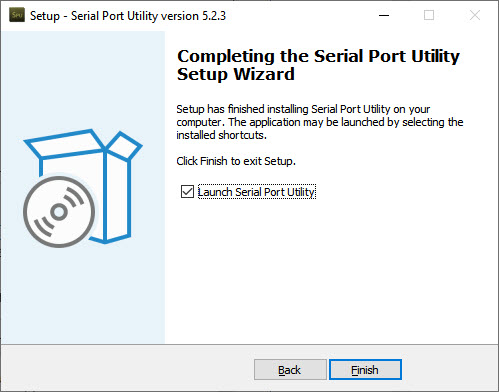 Setup - Serial Port Utility version 5.2.3
Completing the Serial Port Utility
Setup Wizard
Setup has finished installing Serial Port Utility on your
computer. The application may be launched by selecting the
installed shortcuts.
Click Finish to exit Setup.
Launch Serial Port Utility
Back
Finish